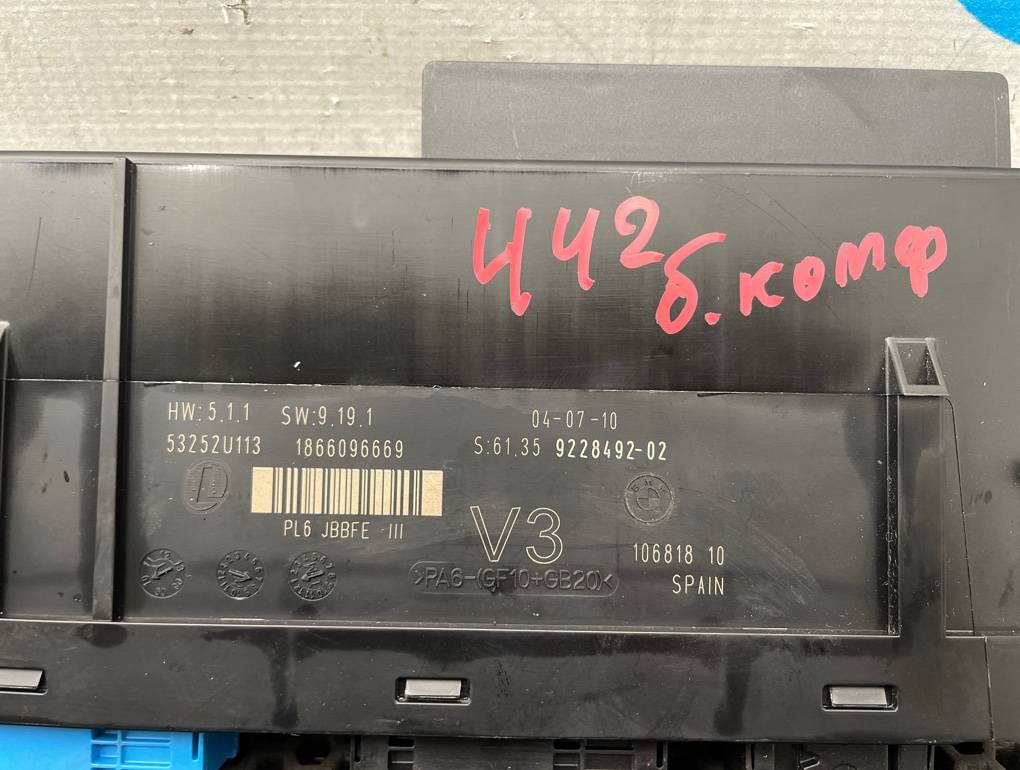 442
б. комф
HW: 5.1.1 SW:9.19.1 04-07-10
53252U113 1866096669 S:61.35 9228492-02
BMW
PL6 JBBFE III
V3
106818 10
>PA6-(GF10+GB20)<
SPAIN